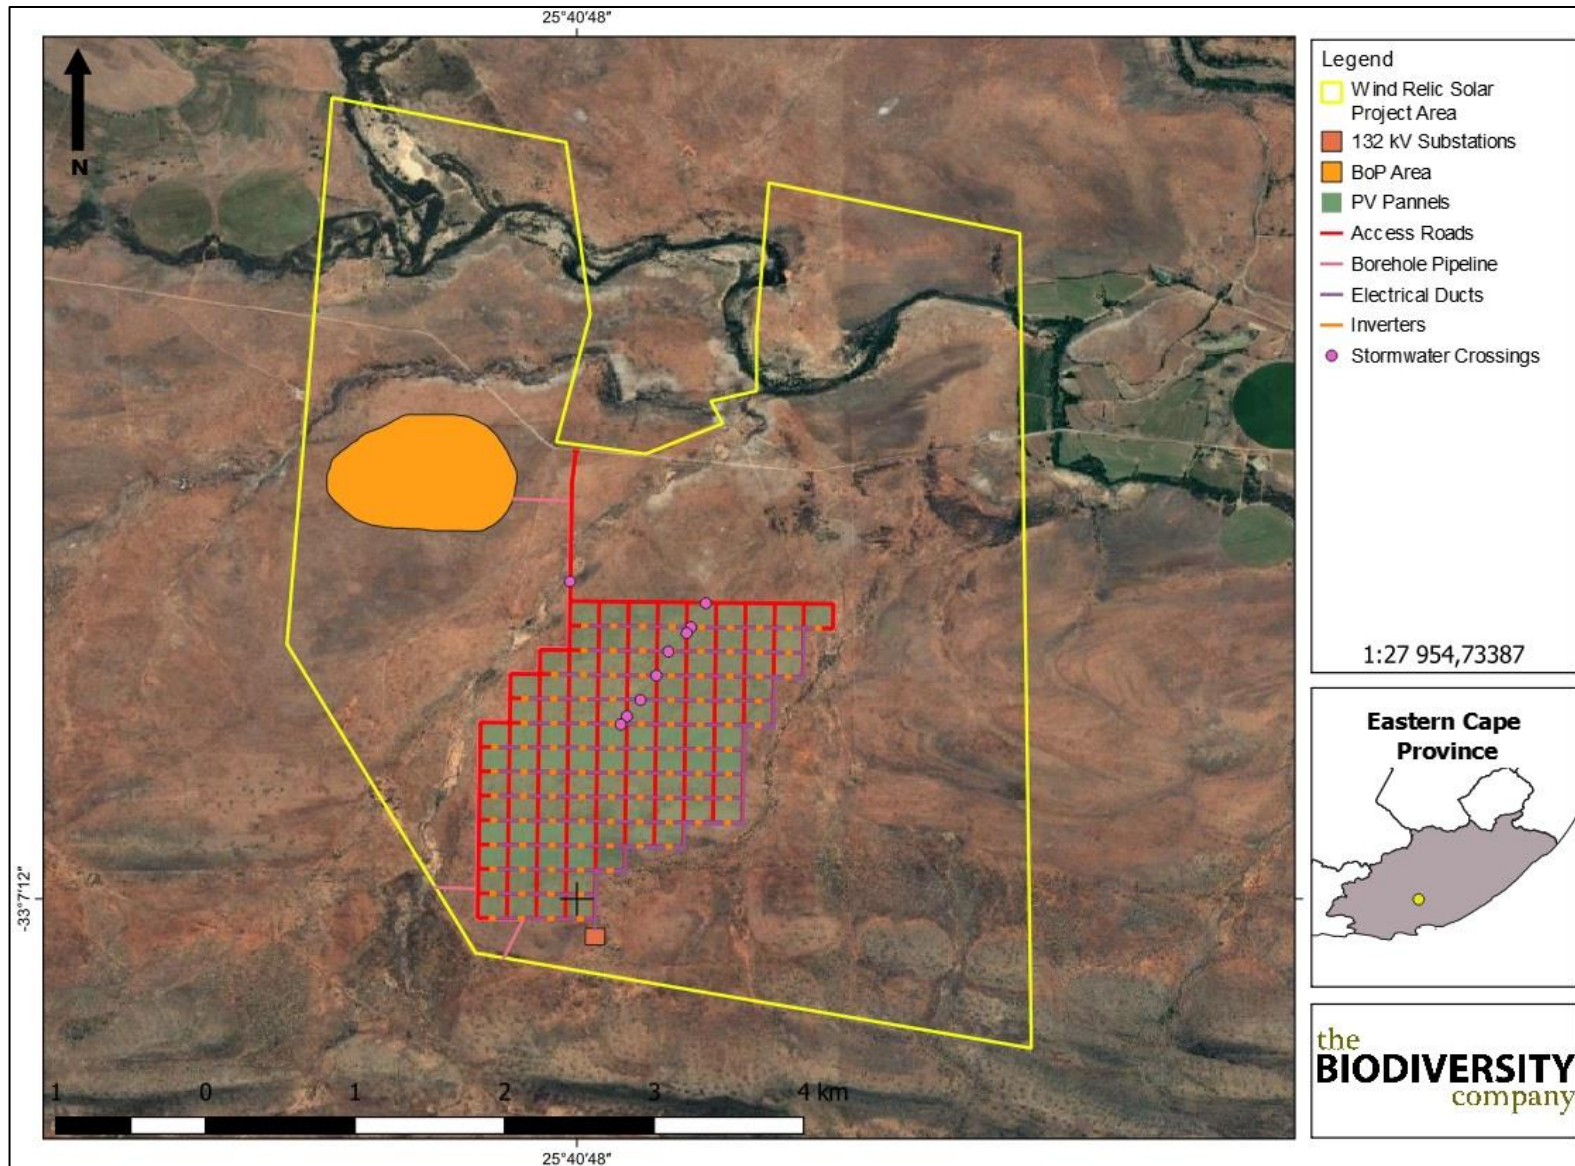 25°40′48″
N
-33°7′12″
1 0 1 2 3 4 km
25°40′48″
Legend
Wind Relic Solar
Project Area
132 kV Substations
BoP Area
PV Pannels
Access Roads
Borehole Pipeline
Electrical Ducts
Inverters
Stormwater Crossings
1:27 954,73387
Eastern Cape
Province
the
BIODIVERSITY
company